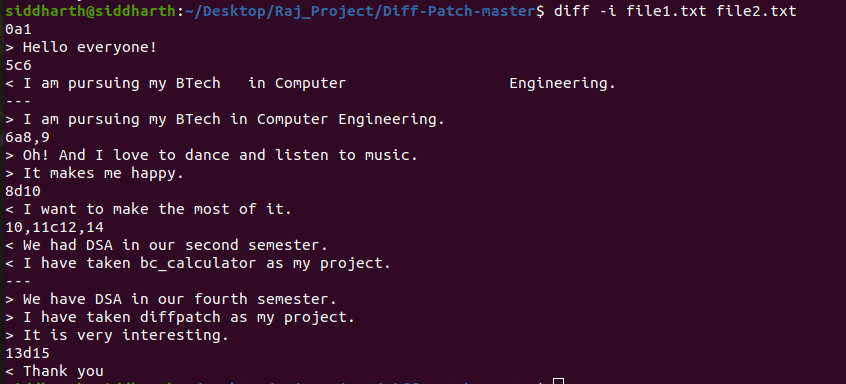 siddharth@siddharth:~/Desktop/Raj_Project/Diff-Patch-master$ diff -i file1.txt file2.txt
0a1
> Hello everyone!
5c6
< I am pursuing my BTech   in Computer                  Engineering.
---
> I am pursuing my BTech in Computer Engineering.
6a8,9
> Oh! And I love to dance and listen to music.
> It makes me happy.
8d10
< I want to make the most of it.
10,11c12,14
< We had DSA in our second semester.
< I have taken bc_calculator as my project.
---
> We have DSA in our fourth semester.
> I have taken diffpatch as my project.
> It is very interesting.
13d15
< Thank you